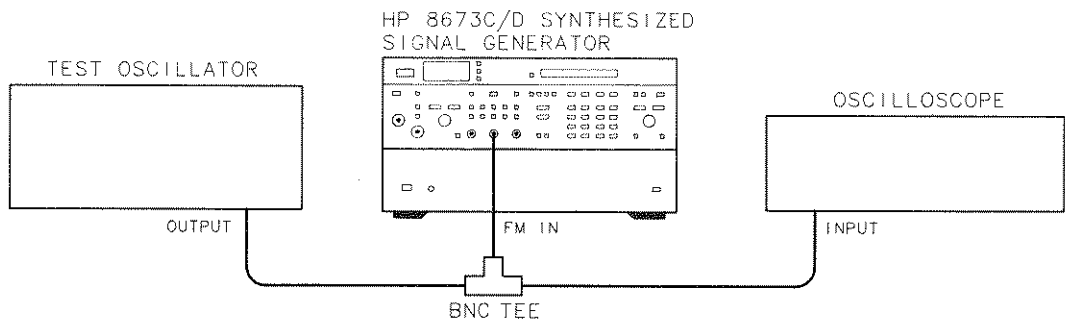 HP 8673C/D SYNTHESIZED
SIGNAL GENERATOR
TEST OSCILLATOR
OSCILLOSCOPE
OUTPUT
FM IN
INPUT
BNC TEE